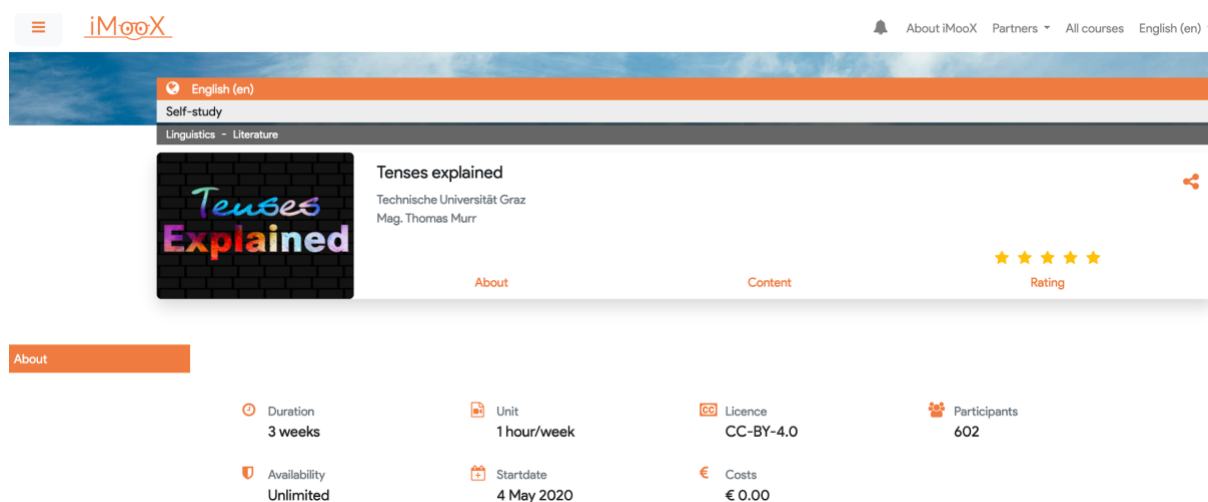 iMooX
About iMooX Partners All courses English (en)
English (en)
Self-study
Linguistics - Literature
Tenses
Explained
Tenses explained
Technische Universität Graz
Mag. Thomas Murr
About Content Rating
About
Duration Unit CC Licence Participants
3 weeks 1 hour/week CC-BY-4.0 602
Availability Startdate € Costs
Unlimited 4 May 2020 € 0.00